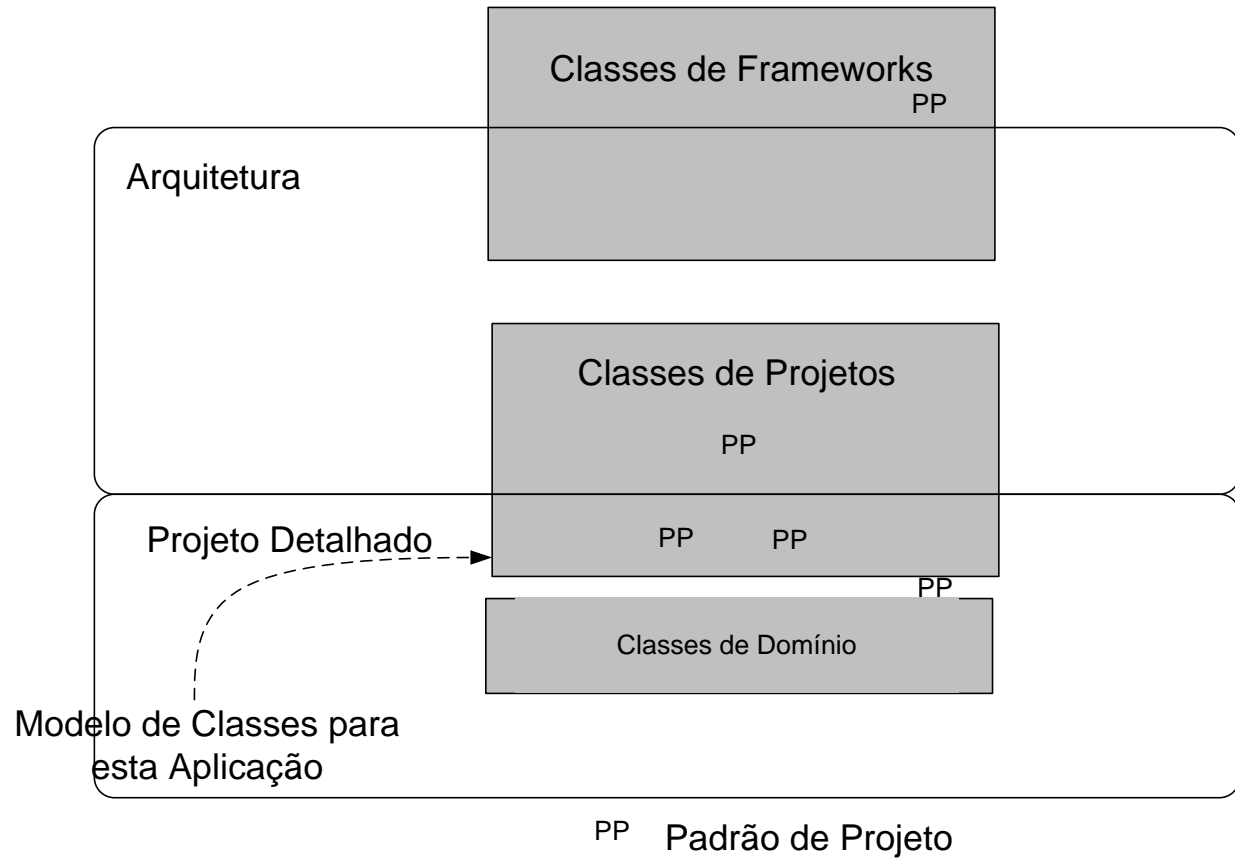 Classes de Frameworks
PP
Arquitetura
Classes de Projetos
PP
Projeto Detalhado
PP PP
PP
Classes de Domínio
Modelo de Classes para
esta Aplicação
PP Padrão de Projeto